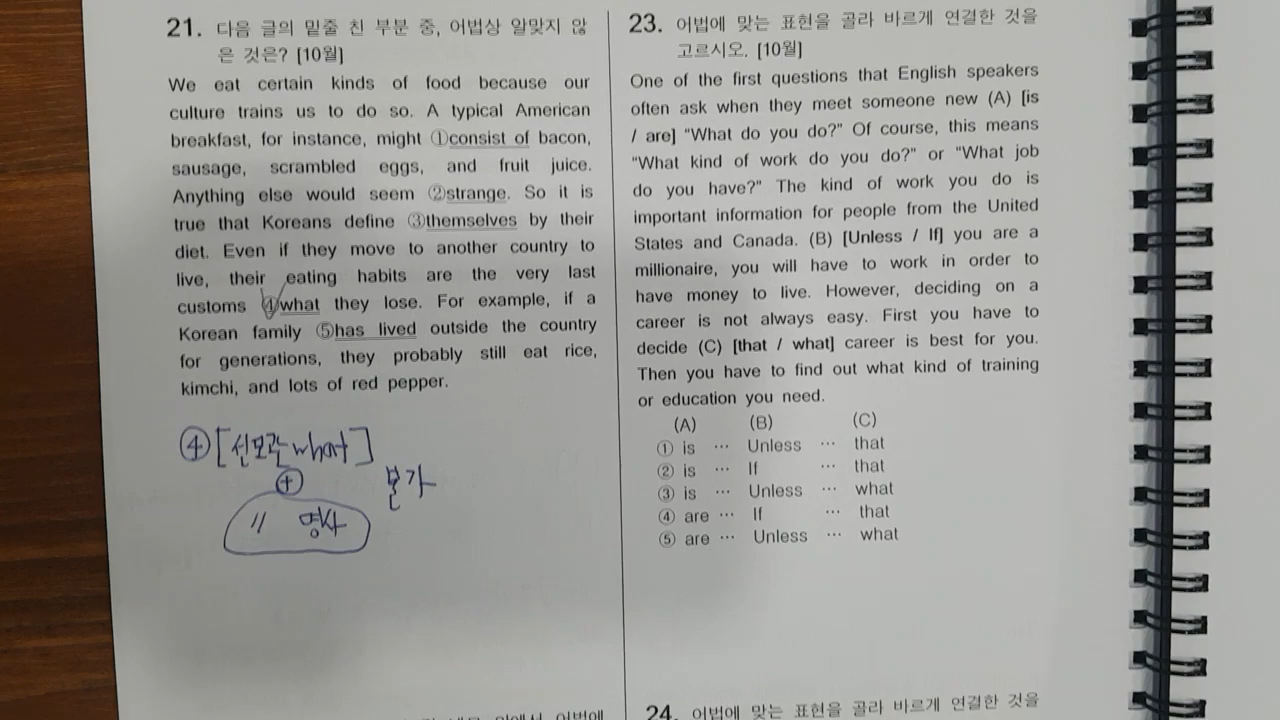 21. 다음 글의 밑줄 친 부분 중, 어법상 알맞지 않
은 것은? [10월]
We eat certain kinds of food because our
culture trains us to do so. A typical American
breakfast, for instance, might ①consist of bacon,
sausage, scrambled eggs, and fruit juice.
Anything else would seem ②strange. So it is
true that Koreans define ③themselves by their
diet. Even if they move to another country to
live, their eating habits are the very last
customs ④what they lose. For example, if a
Korean family ⑤has lived outside the country
for generations, they probably still eat rice,
kimchi, and lots of red pepper.
④[선모관 what]
+
불가
〃 명사
23. 어법에 맞는 표현을 골라 바르게 연결한 것을
고르시오. [10월]
One of the first questions that English speakers
often ask when they meet someone new (A) [is
/ are] “What do you do?” Of course, this means
“What kind of work do you do?” or “What job
do you have?” The kind of work you do is
important information for people from the United
States and Canada. (B) [Unless / If] you are a
millionaire, you will have to work in order to
have money to live. However, deciding on a
career is not always easy. First you have to
decide (C) [that / what] career is best for you.
Then you have to find out what kind of training
or education you need.
(A) (B) (C)
① is … Unless … that
② is … If … that
③ is … Unless … what
④ are … If … that
⑤ are … Unless … what
24. 어법에 맞는 표현을 골라 바르게 연결한 것을